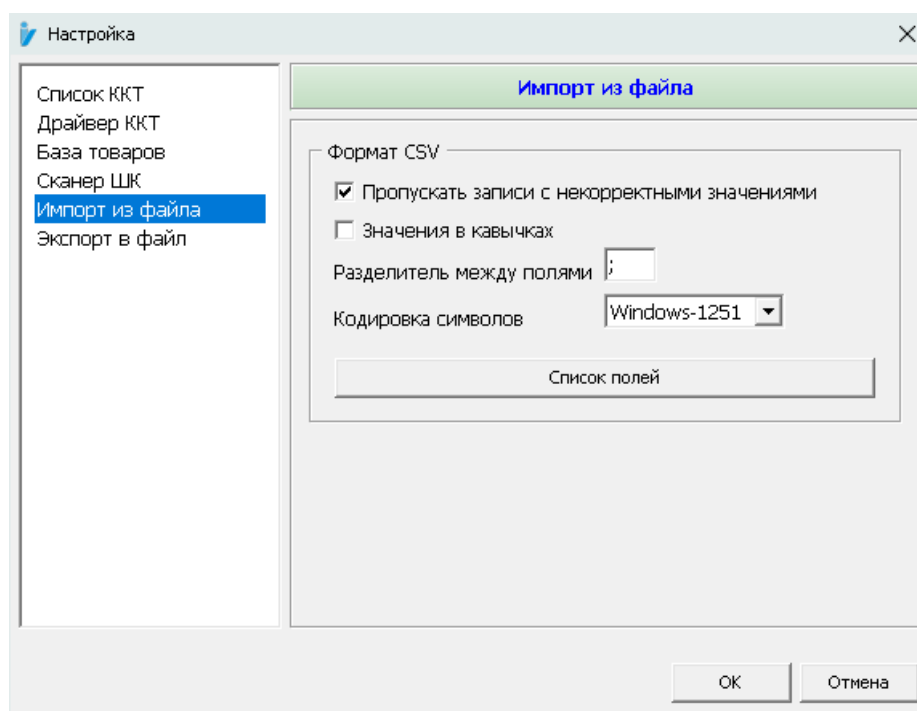 Настройка
Список ККТ
Драйвер ККТ
База товаров
Сканер ШК
Импорт из файла
Экспорт в файл
Импорт из файла
Формат CSV
Пропускать записи с некорректными значениями
Значения в кавычках
Разделитель между полями ;
Кодировка символов Windows-1251
Список полей
ОК Отмена